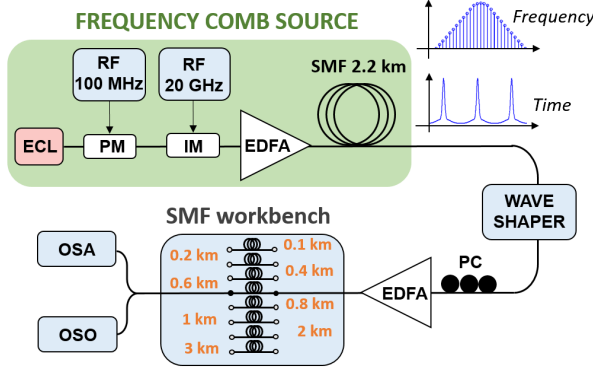 FREQUENCY COMB SOURCE
Frequency
RF
100 MHz
RF
20 GHz
SMF 2.2 km
Time
ECL
PM
IM
EDFA
WAVE
SHAPER
SMF workbench
OSA
0.2 km
0.1 km
0.4 km
0.6 km
0.8 km
1 km
2 km
3 km
EDFA
PC
OSO